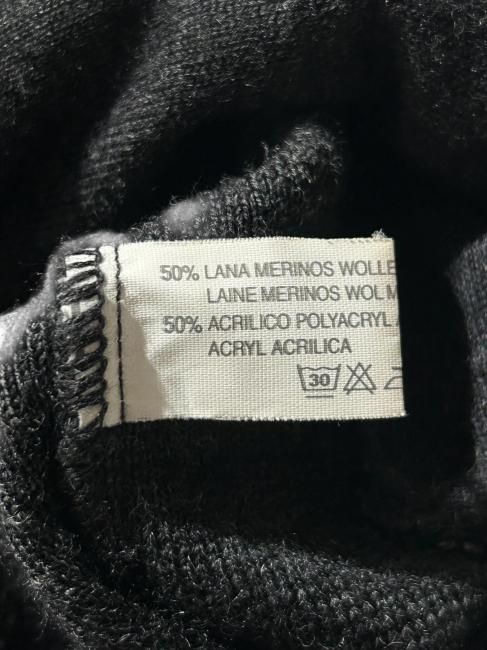 50% LANA MERINOS WOLLE
LAINE MERINOS WOL M
50% ACRILICO POLYACRYL
ACRYL ACRILICA
30